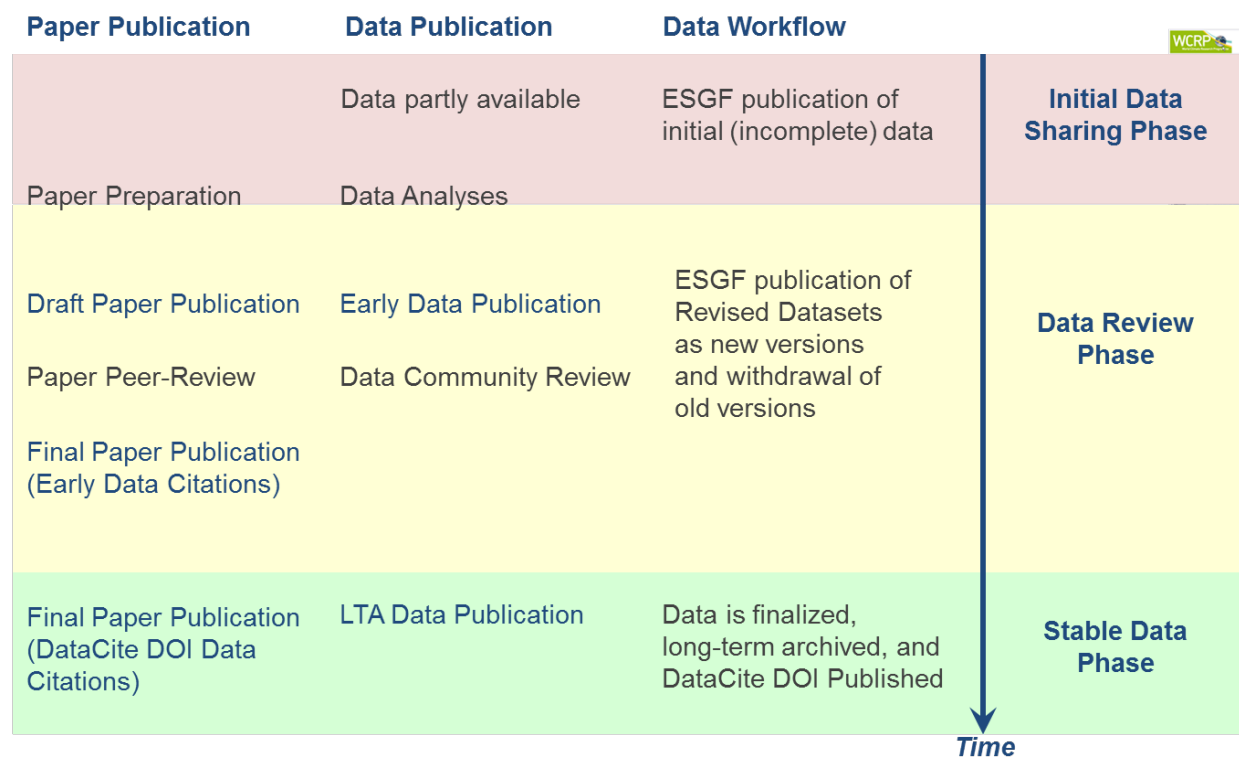 Paper Publication
Data Publication
Data Workflow
WCRP
Data partly available
ESGF publication of
initial (incomplete) data
Initial Data
Sharing Phase
Paper Preparation
Data Analyses
Draft Paper Publication
Early Data Publication
ESGF publication of
Revised Datasets
as new versions
and withdrawal of
old versions
Data Review
Phase
Paper Peer-Review
Data Community Review
Final Paper Publication
(Early Data Citations)
Final Paper Publication
(DataCite DOI Data
Citations)
LTA Data Publication
Data is finalized,
long-term archived, and
DataCite DOI Published
Stable Data
Phase
Time